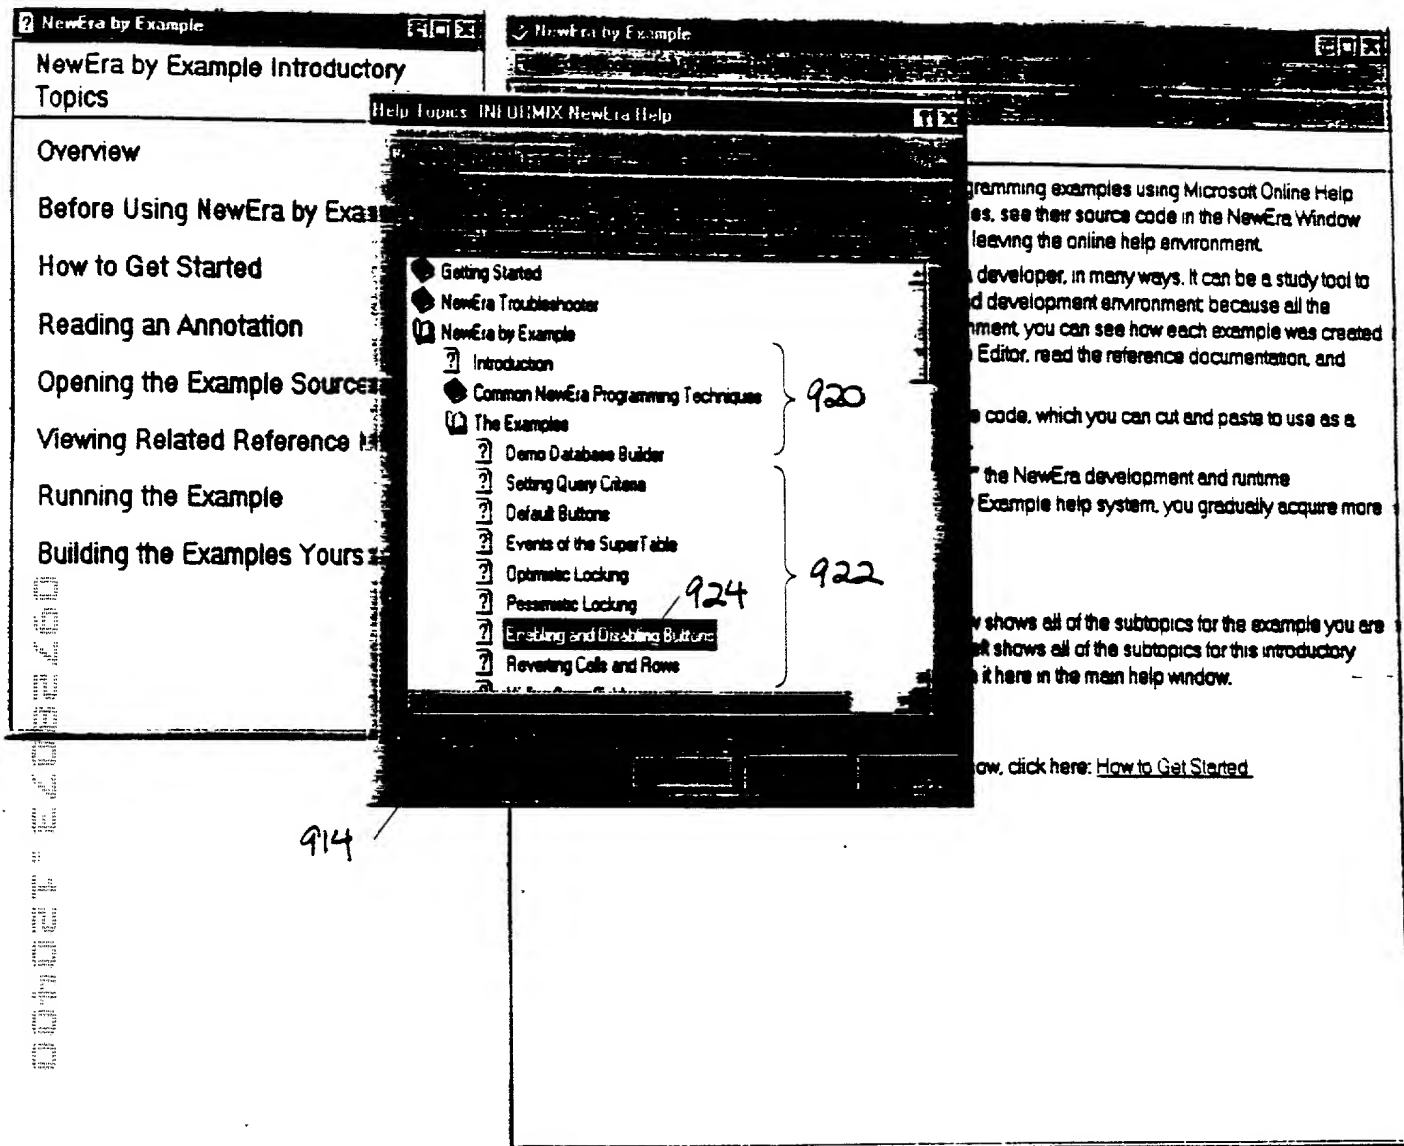 NewEra by Example
NewEra by Example Introductory
Topics
Overview
Before Using NewEra by Exa
How to Get Started
Reading an Annotation
Opening the Example Source
Viewing Related Reference
Running the Example
Building the Examples Yours
NewEra by Example
Help Topics: INFORMIX NewEra Help
Getting Started
NewEra Troubleshooter
NewEra by Example
Introduction
Common NewEra Programming Techniques
The Examples
Demo Database Builder
Setting Query Criteria
Default Buttons
Events of the SuperTable
Optimistic Locking
Pessimistic Locking
Enabling and Disabling Buttons
Reverting Cells and Rows
920
922
924
914
gramming examples using Microsoft Online Help
es, see their source code in the NewEra Window
leaving the online help environment.
developer, in many ways. It can be a study tool to
d development environment because all the
nment, you can see how each example was created
Editor, read the reference documentation, and
code, which you can cut and paste to use as a
the NewEra development and runtime
Example help system, you gradually acquire more
shows all of the subtopics for the example you are
shows all of the subtopics for this introductory
it here in the main help window.
ow, click here: How to Get Started